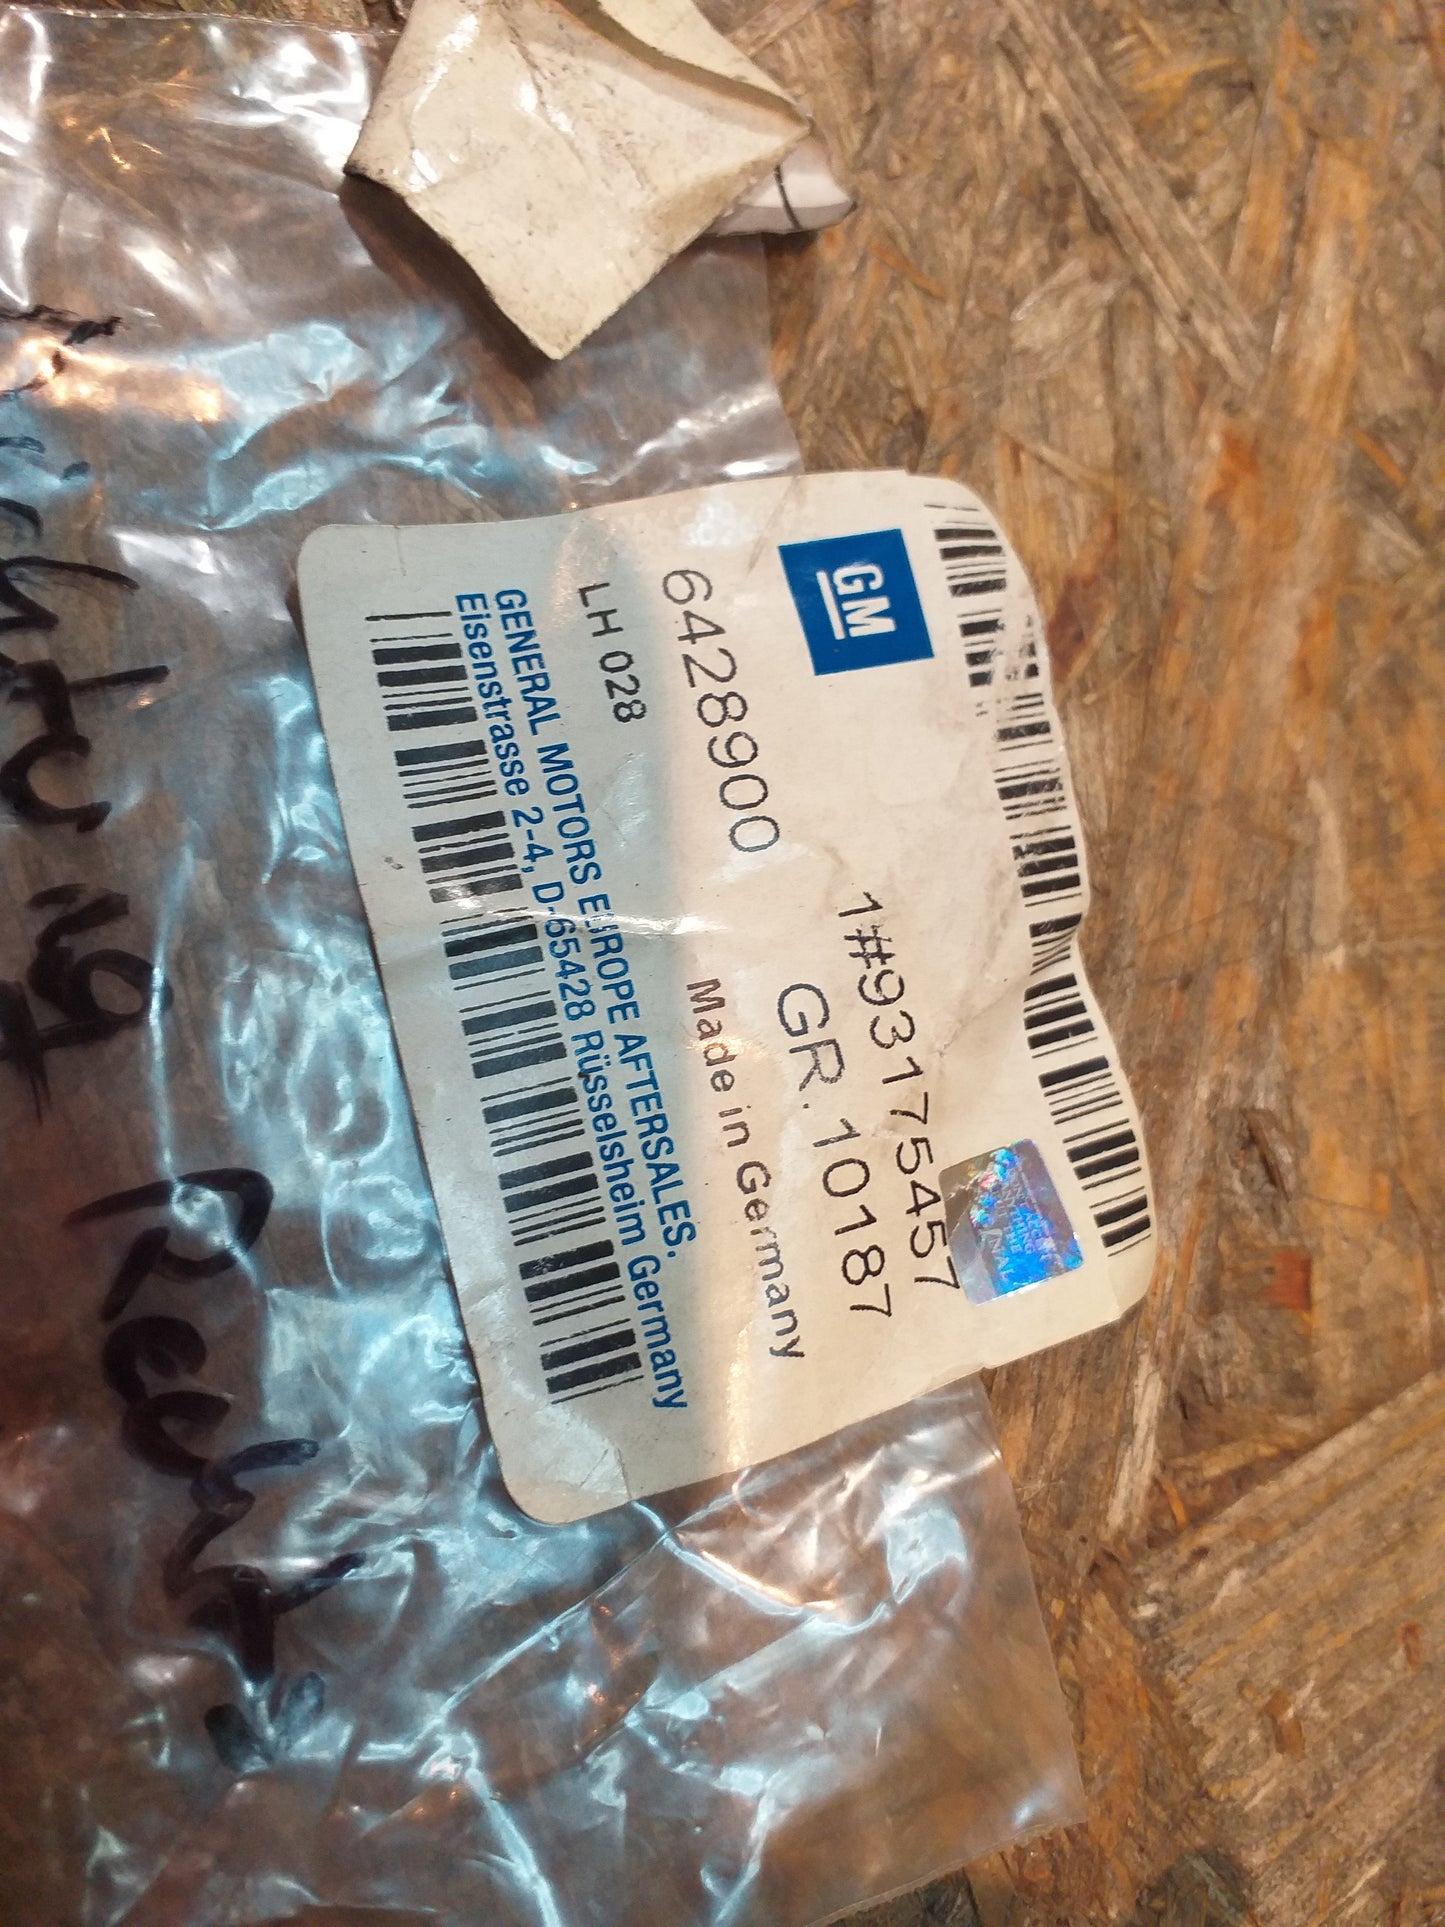 GM
1#93175457
GR. 10187
6428900
Made in Germany
LH 028
GENERAL MOTORS EUROPE AFTERSALES.
Eisenstrasse 2-4, D-65428 Rüsselsheim Germany
Recht